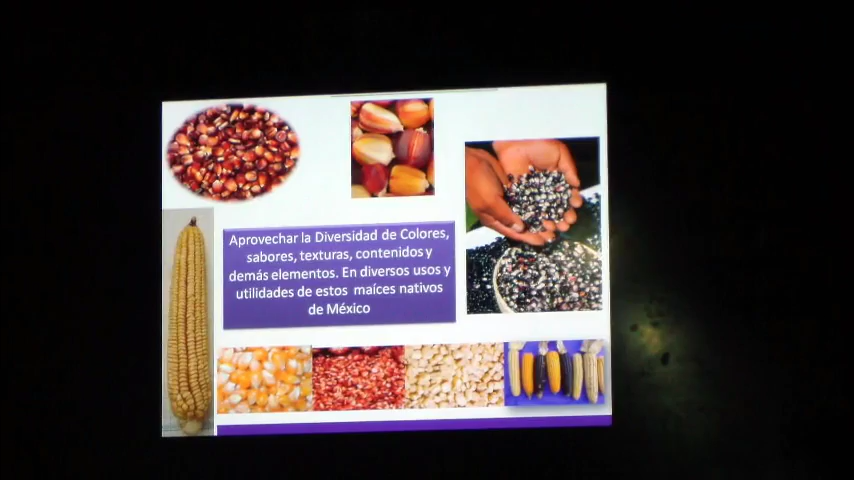 Aprovechar la Diversidad de Colores,
sabores, texturas, contenidos y
demás elementos. En diversos usos y
utilidades de estos maíces nativos
de México